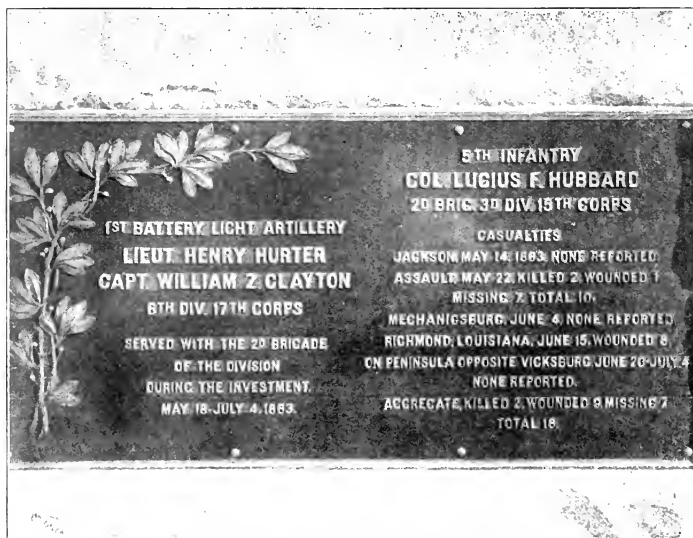 1ST BATTERY LIGHT ARTILLERY
LIEUT. HENRY HURTER
CAPT. WILLIAM Z. CLAYTON
6TH DIV. 17TH CORPS
SERVED WITH THE 2D BRIGADE
OF THE DIVISION
DURING THE INVESTMENT,
MAY 18-JULY 4, 1863.
5TH INFANTRY
COL. LUCIUS F. HUBBARD
2D BRIG. 3D DIV. 15TH CORPS
CASUALTIES
JACKSON, MAY 14, 1863, NONE REPORTED.
ASSAULT, MAY 22, KILLED 2, WOUNDED 1
MISSING 7, TOTAL 10.
MECHANICSBURG, JUNE 4, NONE REPORTED
RICHMOND, LOUISIANA, JUNE 15, WOUNDED 8,
ON PENINSULA OPPOSITE VICKSBURG, JUNE 20-JULY 4
NONE REPORTED.
AGGREGATE, KILLED 2, WOUNDED 9, MISSING 7
TOTAL 18.